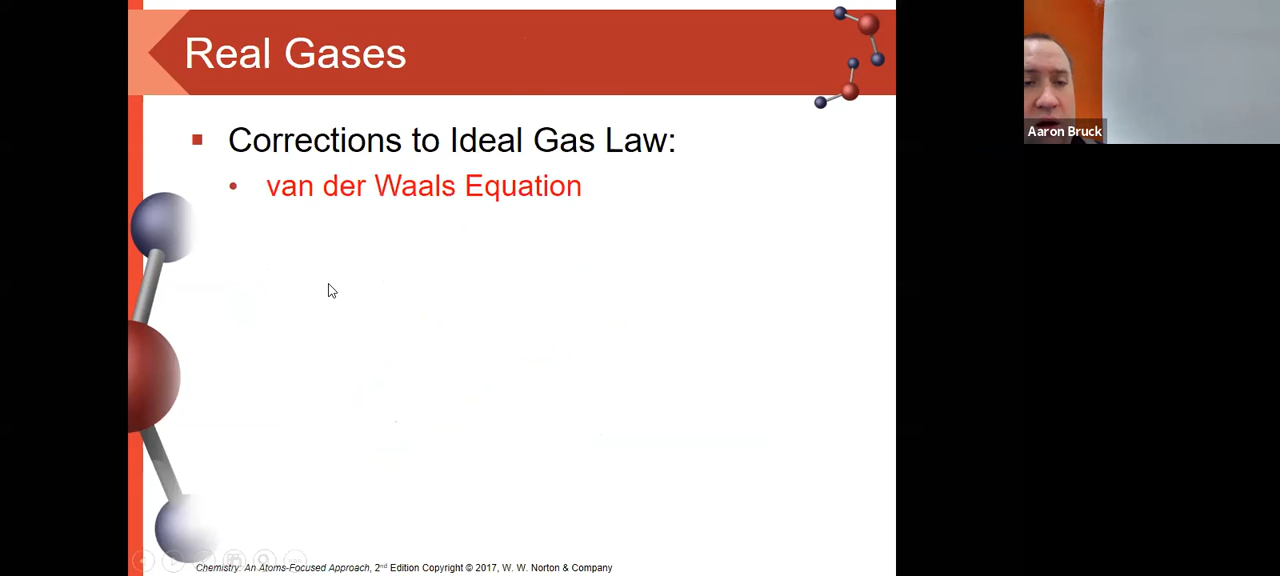 Real Gases
Corrections to Ideal Gas Law:
van der Waals Equation
Aaron Bruck
Chemistry: An Atoms-Focused Approach, 2nd Edition Copyright © 2017, W. W. Norton & Company